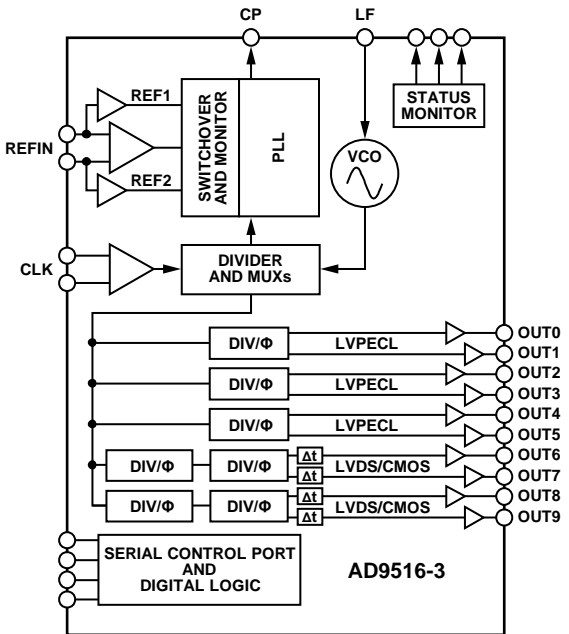 CP
LF
REF1
REFIN
REF2
SWITCHOVER
AND MONITOR
PLL
VCO
STATUS
MONITOR
CLK
DIVIDER
AND MUXs
DIV/Φ
LVPECL
OUT0
OUT1
DIV/Φ
LVPECL
OUT2
OUT3
DIV/Φ
LVPECL
OUT4
OUT5
DIV/Φ
DIV/Φ
Δt
Δt
LVDS/CMOS
OUT6
OUT7
DIV/Φ
DIV/Φ
Δt
Δt
LVDS/CMOS
OUT8
OUT9
SERIAL CONTROL PORT
AND
DIGITAL LOGIC
AD9516-3